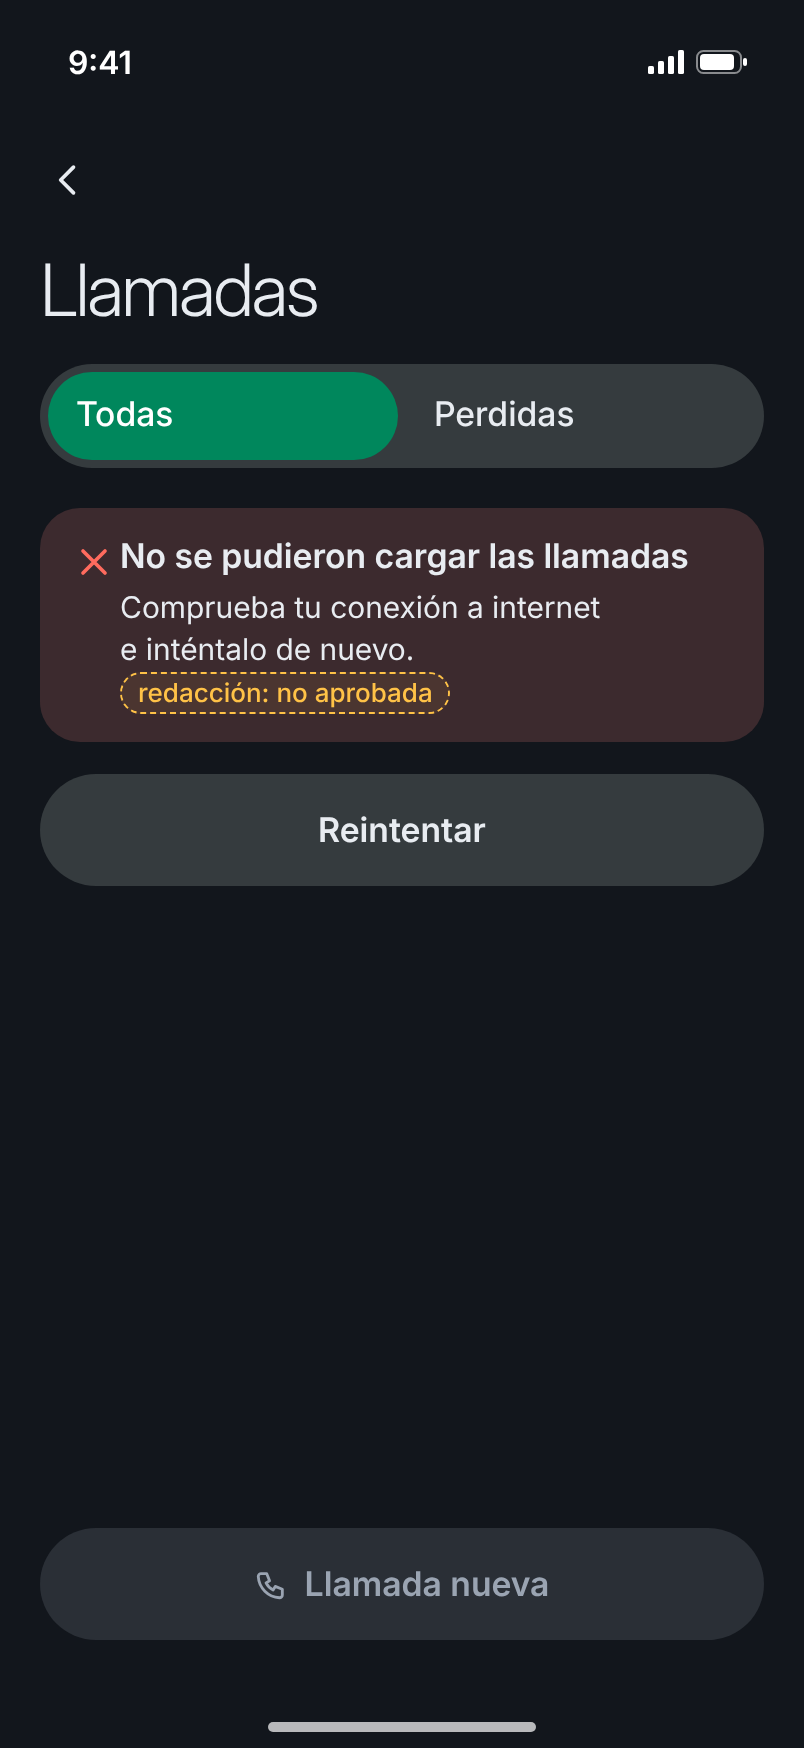 9:41
Llamadas
Todas
Perdidas
No se pudieron cargar las llamadas
Comprueba tu conexión a internet
e inténtalo de nuevo.
redacción: no aprobada
Reintentar
Llamada nueva